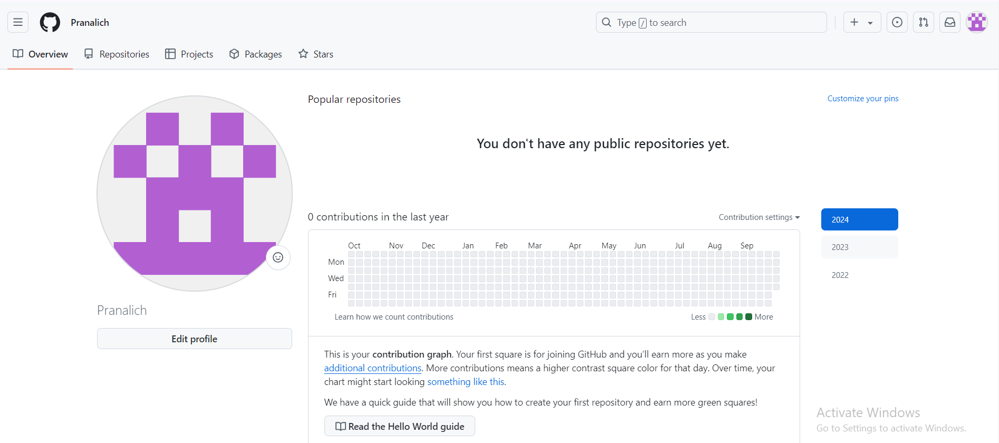 Pranalich
Type / to search
Overview
Repositories
Projects
Packages
Stars
Popular repositories
Customize your pins
You don't have any public repositories yet.
0 contributions in the last year
Contribution settings
2024
2023
2022
Oct Nov Dec Jan Feb Mar Apr May Jun Jul Aug Sep
Mon
Wed
Fri
Learn how we count contributions
Less More
Pranalich
Edit profile
This is your contribution graph. Your first square is for joining GitHub and you’ll earn more as you make
additional contributions. More contributions means a higher contrast square color for that day. Over time, your
chart might start looking something like this.
We have a quick guide that will show you how to create your first repository and earn more green squares!
Read the Hello World guide
Activate Windows
Go to Settings to activate Windows.